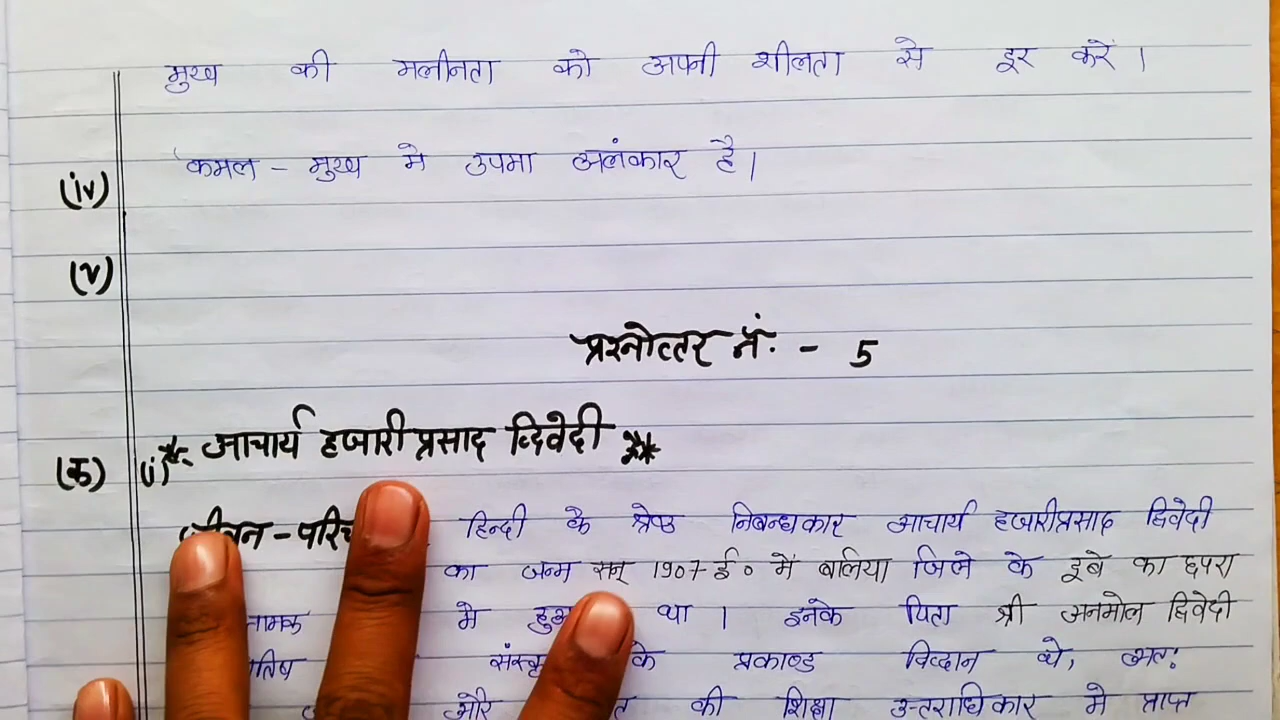 मुख की मलीनता को अपनी शीलता से दूर करें ।
(iv) कमल - मुख मे उपमा अलंकार है ।
(v)
प्रश्नोत्तर नं. - 5
(क) (i) आचार्य हजारी प्रसाद द्विवेदी
हिन्दी के श्रेष्ठ निबन्धकार आचार्य हजारीप्रसाद द्विवेदी
का जन्म सन् 1907 ई० में बलिया जिले के दूबे का छपरा
नामक मे था । इनके पिता श्री अनमोल द्विवेदी
के प्रकाण्ड विद्वान थे, अतः
और की शिक्षा उत्तराधिकार मे प्राप्त